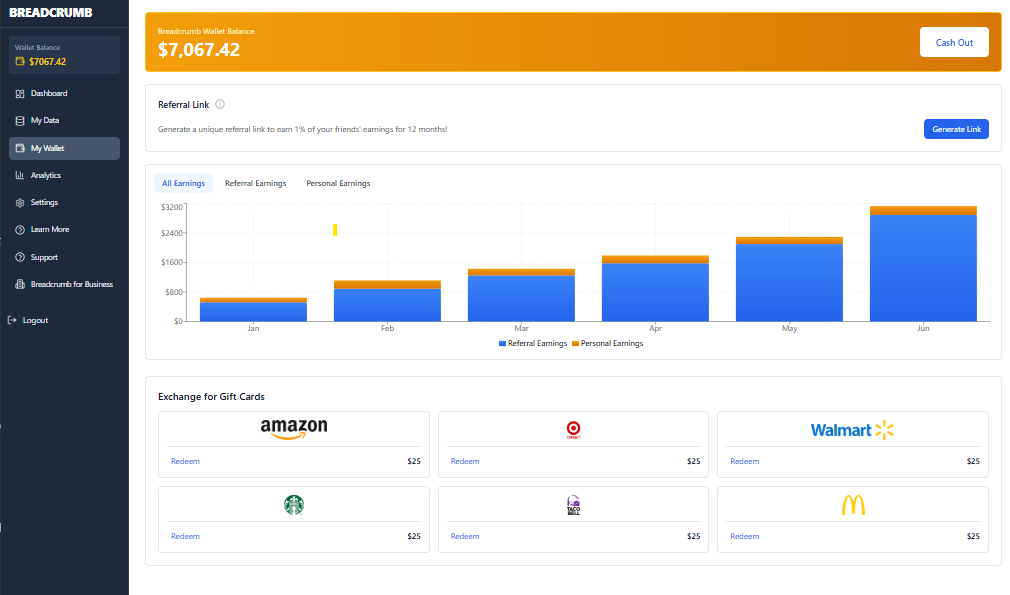 BREADCRUMB
Wallet Balance
$7067.42
Dashboard
My Data
My Wallet
Analytics
Settings
Learn More
Support
Breadcrumb for Business
Logout
Breadcrumb Wallet Balance
$7,067.42
Cash Out
Referral Link
Generate a unique referral link to earn 1% of your friends' earnings for 12 months!
Generate Link
All Earnings Referral Earnings Personal Earnings
$3200
$2400
$1600
$800
$0
Jan Feb Mar Apr May Jun
Referral Earnings Personal Earnings
Exchange for Gift Cards
amazon
Redeem $25
TARGET
Redeem $25
Walmart
Redeem $25
Redeem $25
TACO
BELL
Redeem $25
Redeem $25